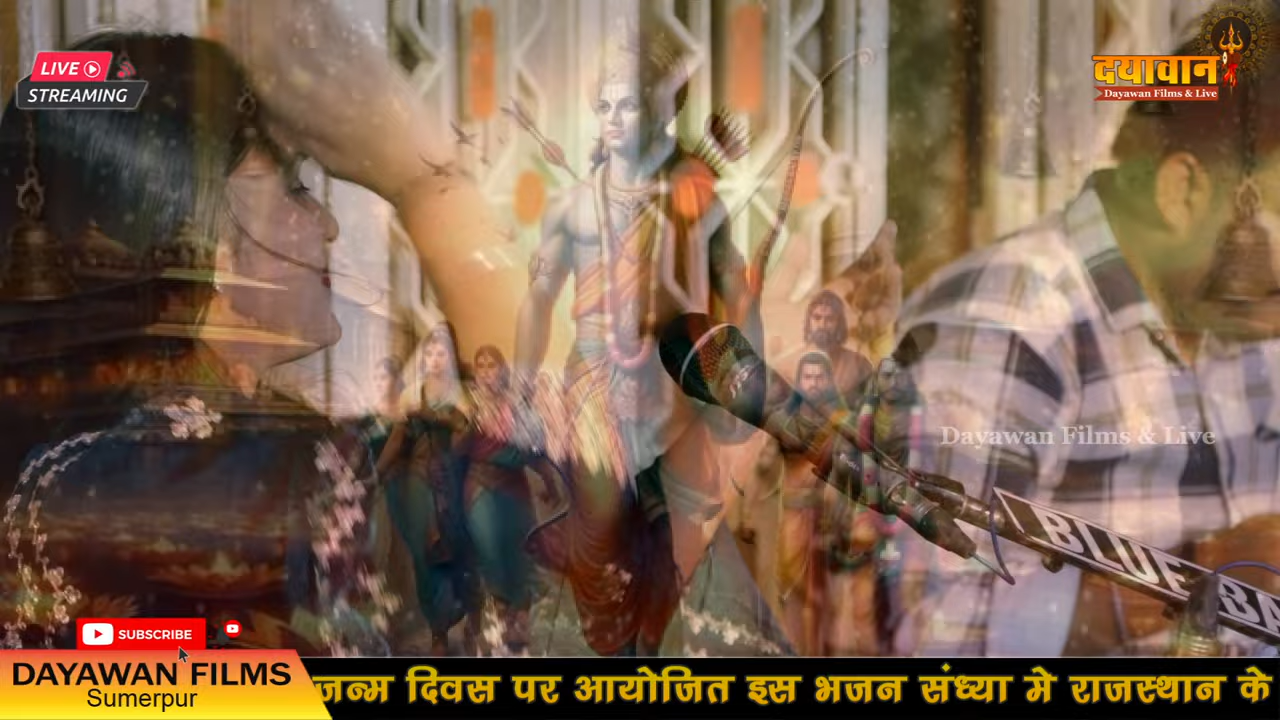 LIVE
STREAMING
दयावान
Dayawan Films & Live
Dayawan Films & Live
BLUE
SUBSCRIBE
DAYAWAN FILMS
Sumerpur
जन्म दिवस पर आयोजित इस भजन संध्या मे राजस्थान के